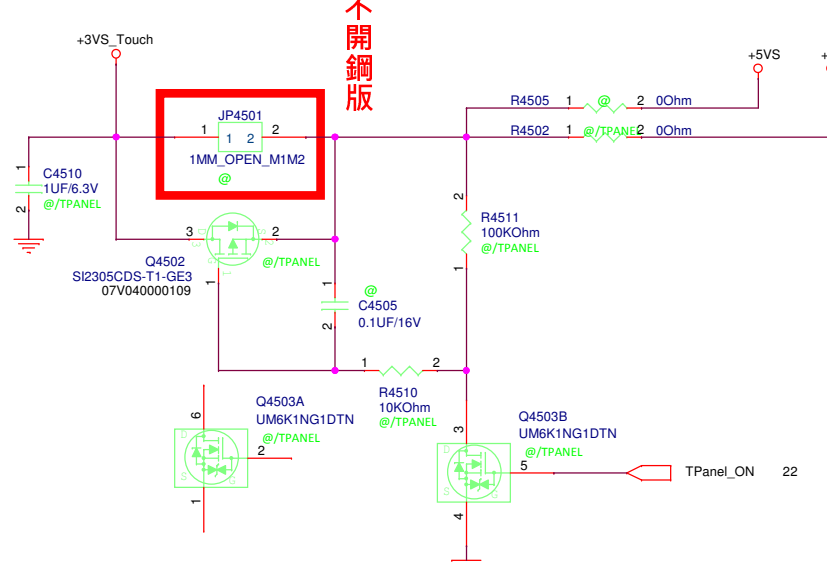 不開鋼版
+3VS_Touch
+5VS
+
JP4501
1 1 2 2
1MM_OPEN_M1M2
@
R4505 1 @ 2 0Ohm
R4502 1 @/TPANEL 2 0Ohm
1
C4510
1UF/6.3V
@/TPANEL
2
2
R4511
100KOhm
@/TPANEL
1
3 D S 2
G
1
Q4502
SI2305CDS-T1-GE3
07V040000109
@/TPANEL
1
@
C4505
0.1UF/16V
2
1 2
R4510
10KOhm
@/TPANEL
6
Q4503A
UM6K1NG1DTN
@/TPANEL
D
2
S G
1
3
Q4503B
UM6K1NG1DTN
@/TPANEL
D
5
S G
4
TPanel_ON 22